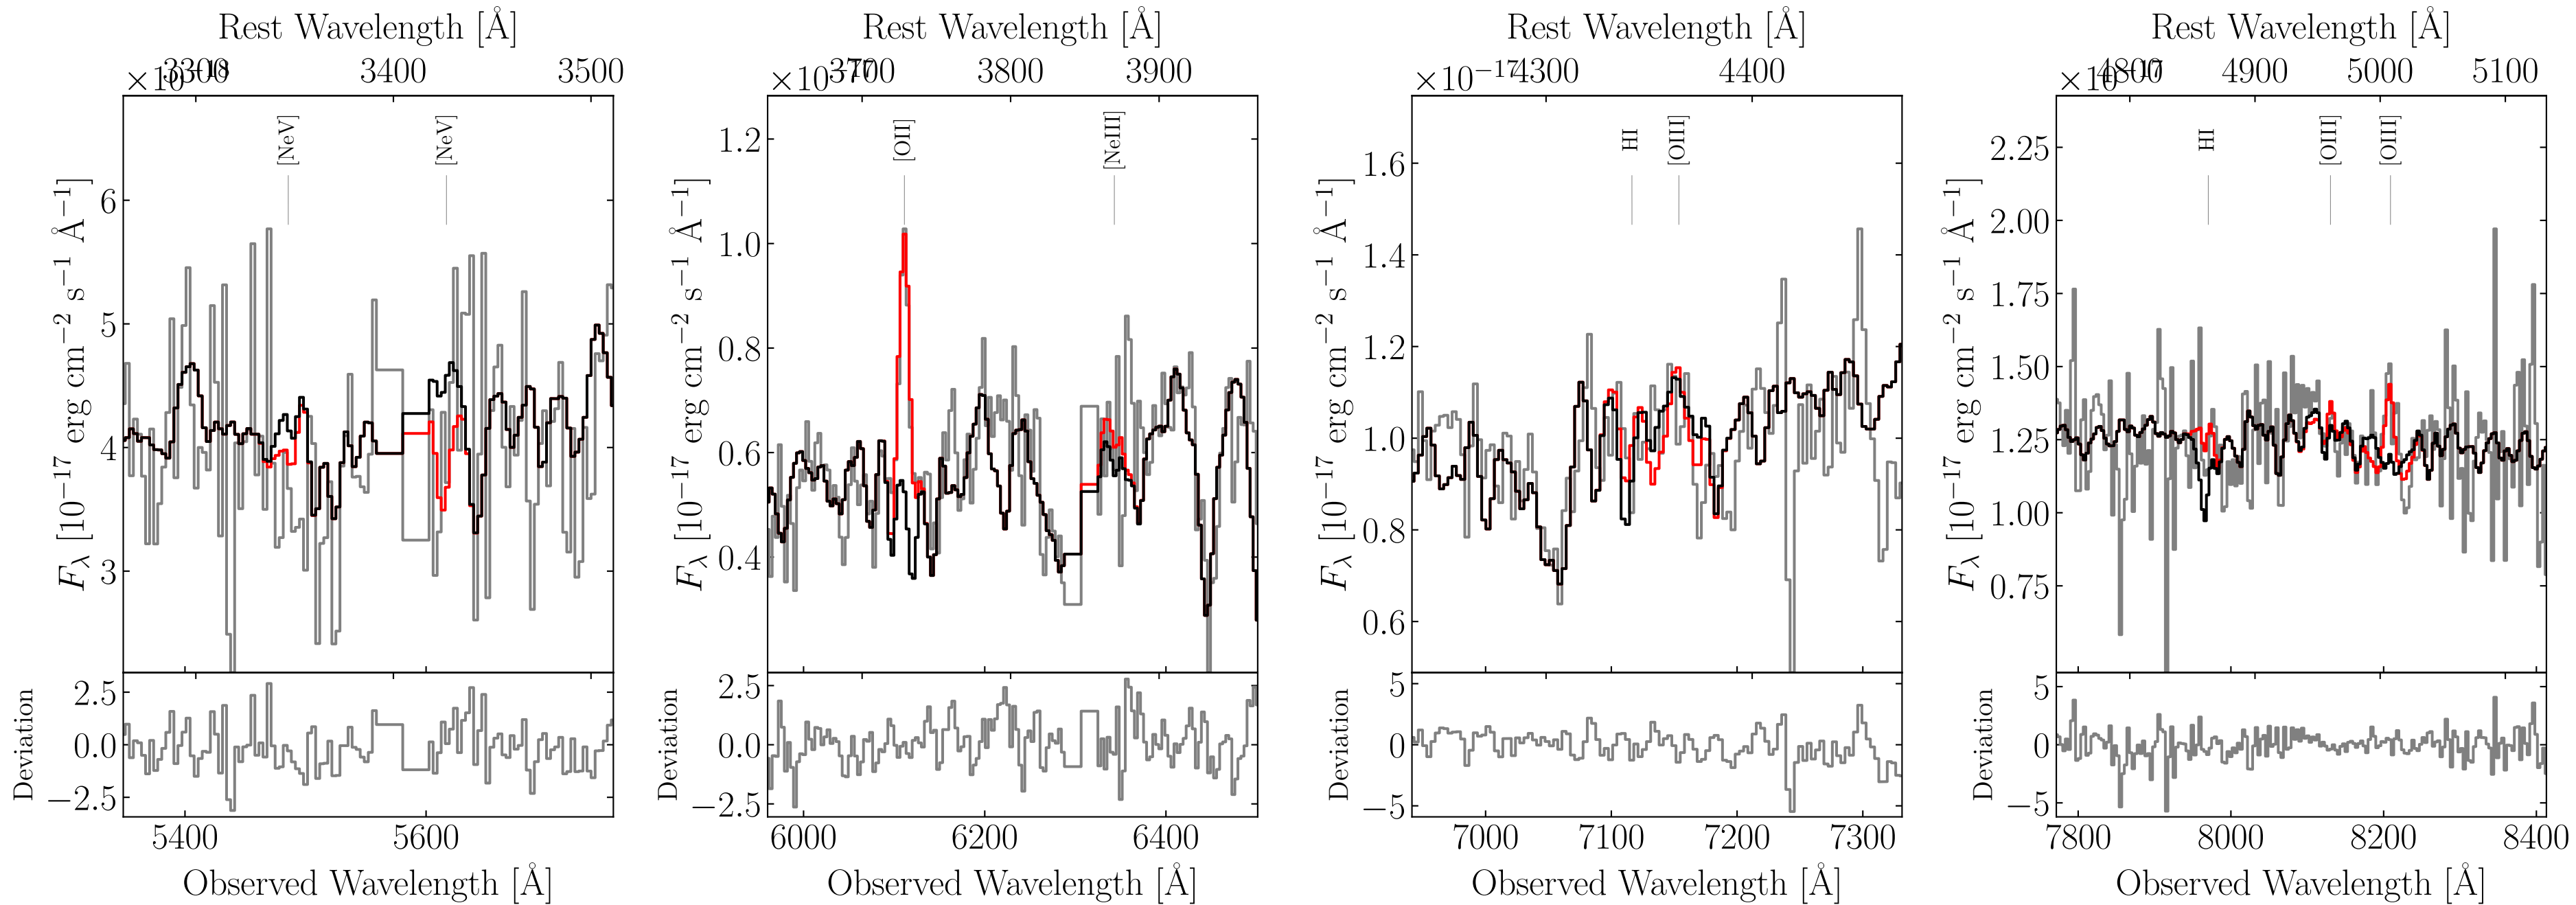 Rest Wavelength [Å] Rest Wavelength [Å] Rest Wavelength [Å] Rest Wavelength [Å]
3400 3500 3800 3900 4300 4400 4900 5000 5100
[NeV] [NeV] [OII] [NeIII] HI [OIII] HI [OIII] [OIII]
F_λ [10⁻¹⁷ erg cm⁻² s⁻¹ Å⁻¹]
6
5
4
3
F_λ [10⁻¹⁷ erg cm⁻² s⁻¹ Å⁻¹]
1.2
1.0
0.8
0.6
0.4
F_λ [10⁻¹⁷ erg cm⁻² s⁻¹ Å⁻¹]
1.6
1.4
1.2
1.0
0.8
0.6
F_λ [10⁻¹⁷ erg cm⁻² s⁻¹ Å⁻¹]
2.25
2.00
1.75
1.50
1.25
1.00
0.75
Deviation
2.5
0.0
−2.5
Deviation
2.5
0.0
−2.5
Deviation
5
0
−5
Deviation
5
0
−5
5400 5600 6000 6200 6400 7000 7100 7200 7300 7800 8000 8200 8400
Observed Wavelength [Å] Observed Wavelength [Å] Observed Wavelength [Å] Observed Wavelength [Å]